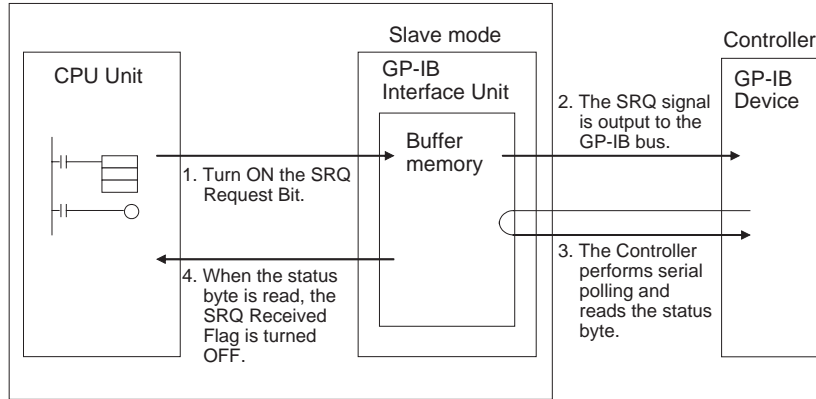 Slave mode
Controller
CPU Unit
GP-IB
Interface Unit
GP-IB
Device
Buffer
memory
1. Turn ON the SRQ
Request Bit.
2. The SRQ signal
is output to the
GP-IB bus.
3. The Controller
performs serial
polling and
reads the status
byte.
4. When the status
byte is read, the
SRQ Received
Flag is turned
OFF.